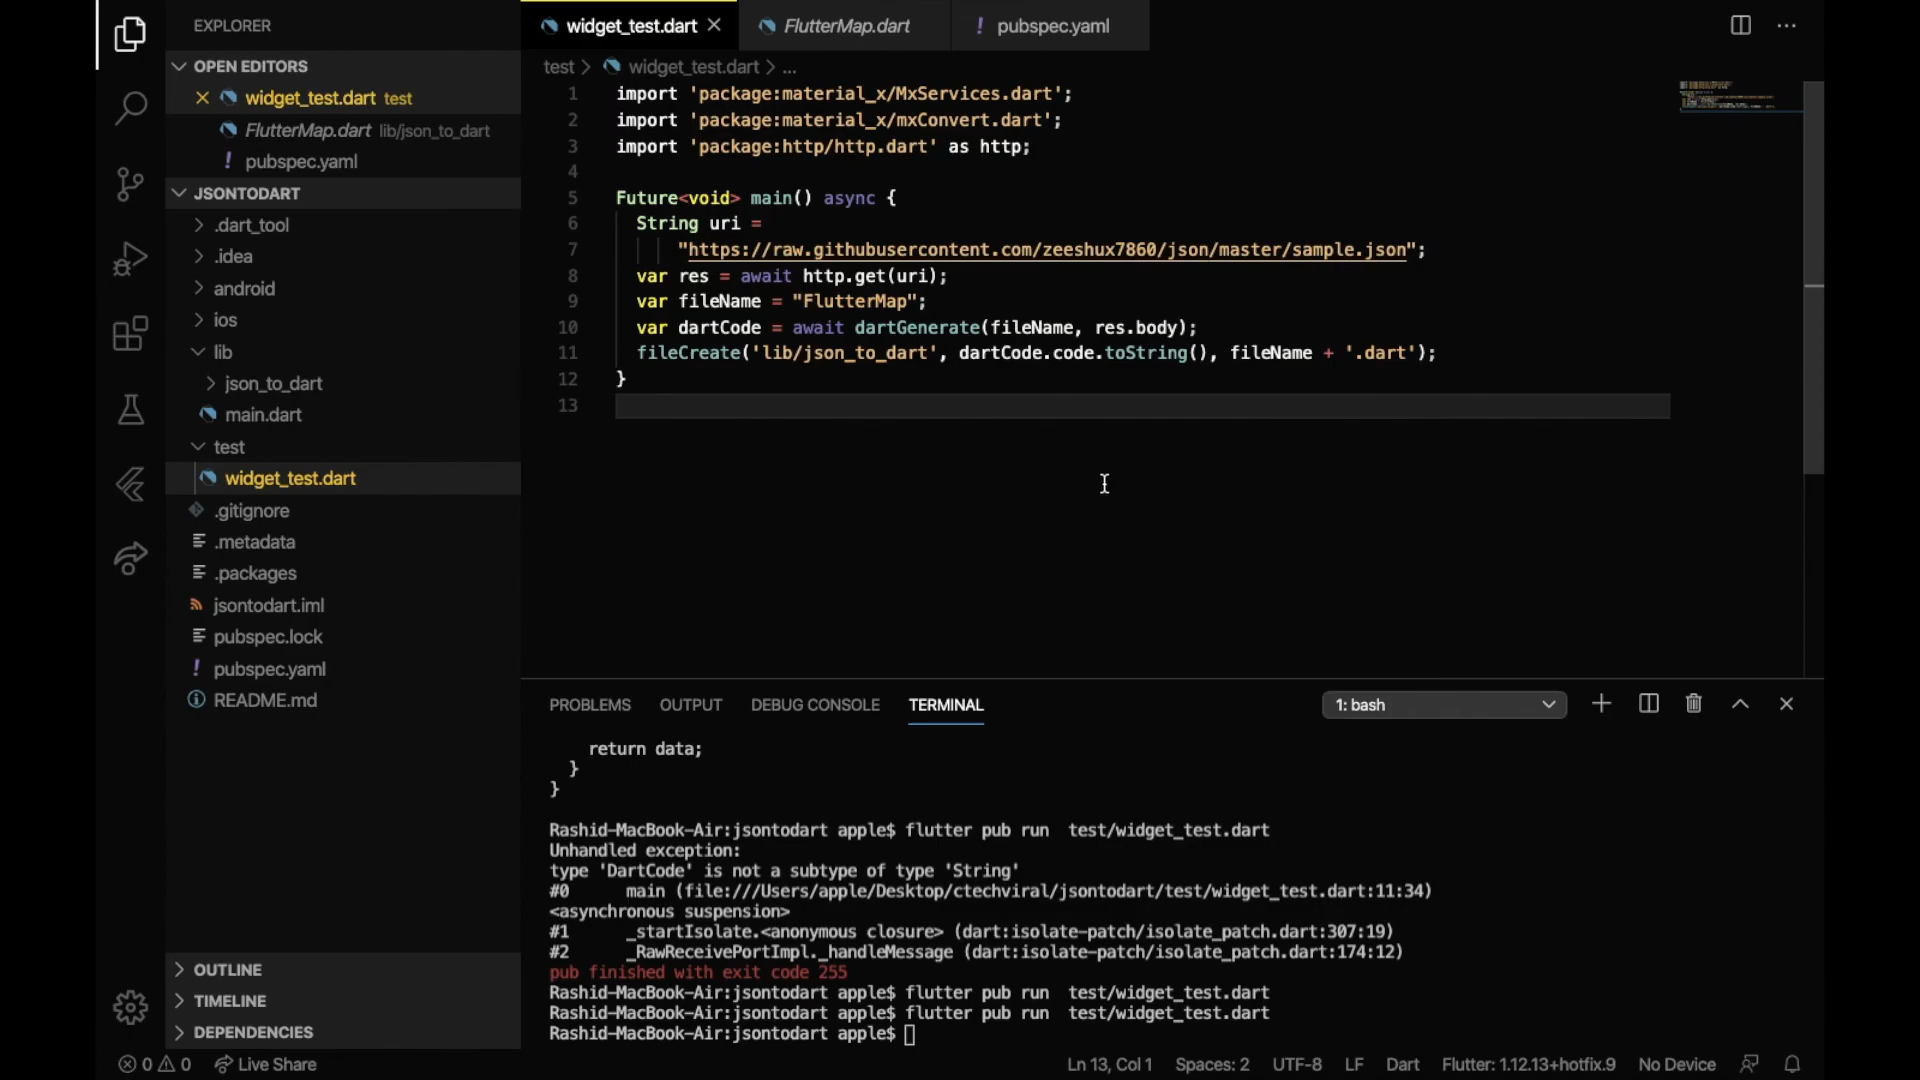 EXPLORER
OPEN EDITORS
widget_test.dart test
FlutterMap.dart lib/json_to_dart
! pubspec.yaml
JSONTODART
.dart_tool
.idea
android
ios
lib
json_to_dart
main.dart
test
widget_test.dart
.gitignore
.metadata
.packages
jsontodart.iml
pubspec.lock
! pubspec.yaml
README.md
OUTLINE
TIMELINE
DEPENDENCIES
widget_test.dart
FlutterMap.dart
! pubspec.yaml
test > widget_test.dart > ...
1 import 'package:material_x/MxServices.dart';
2 import 'package:material_x/mxConvert.dart';
3 import 'package:http/http.dart' as http;
4
5 Future<void> main() async {
6 String uri =
7 "https://raw.githubusercontent.com/zeeshux7860/json/master/sample.json";
8 var res = await http.get(uri);
9 var fileName = "FlutterMap";
10 var dartCode = await dartGenerate(fileName, res.body);
11 fileCreate('lib/json_to_dart', dartCode.code.toString(), fileName + '.dart');
12 }
13
PROBLEMS OUTPUT DEBUG CONSOLE TERMINAL
1: bash
return data;
}
}
Rashid-MacBook-Air:jsontodart apple$ flutter pub run  test/widget_test.dart
Unhandled exception:
type 'DartCode' is not a subtype of type 'String'
#0      main (file:///Users/apple/Desktop/ctechviral/jsontodart/test/widget_test.dart:11:34)
<asynchronous suspension>
#1      _startIsolate.<anonymous closure> (dart:isolate-patch/isolate_patch.dart:307:19)
#2      _RawReceivePortImpl._handleMessage (dart:isolate-patch/isolate_patch.dart:174:12)
pub finished with exit code 255
Rashid-MacBook-Air:jsontodart apple$ flutter pub run  test/widget_test.dart
Rashid-MacBook-Air:jsontodart apple$ flutter pub run  test/widget_test.dart
Rashid-MacBook-Air:jsontodart apple$
0 0 Live Share
Ln 13, Col 1 Spaces: 2 UTF-8 LF Dart Flutter: 1.12.13+hotfix.9 No Device